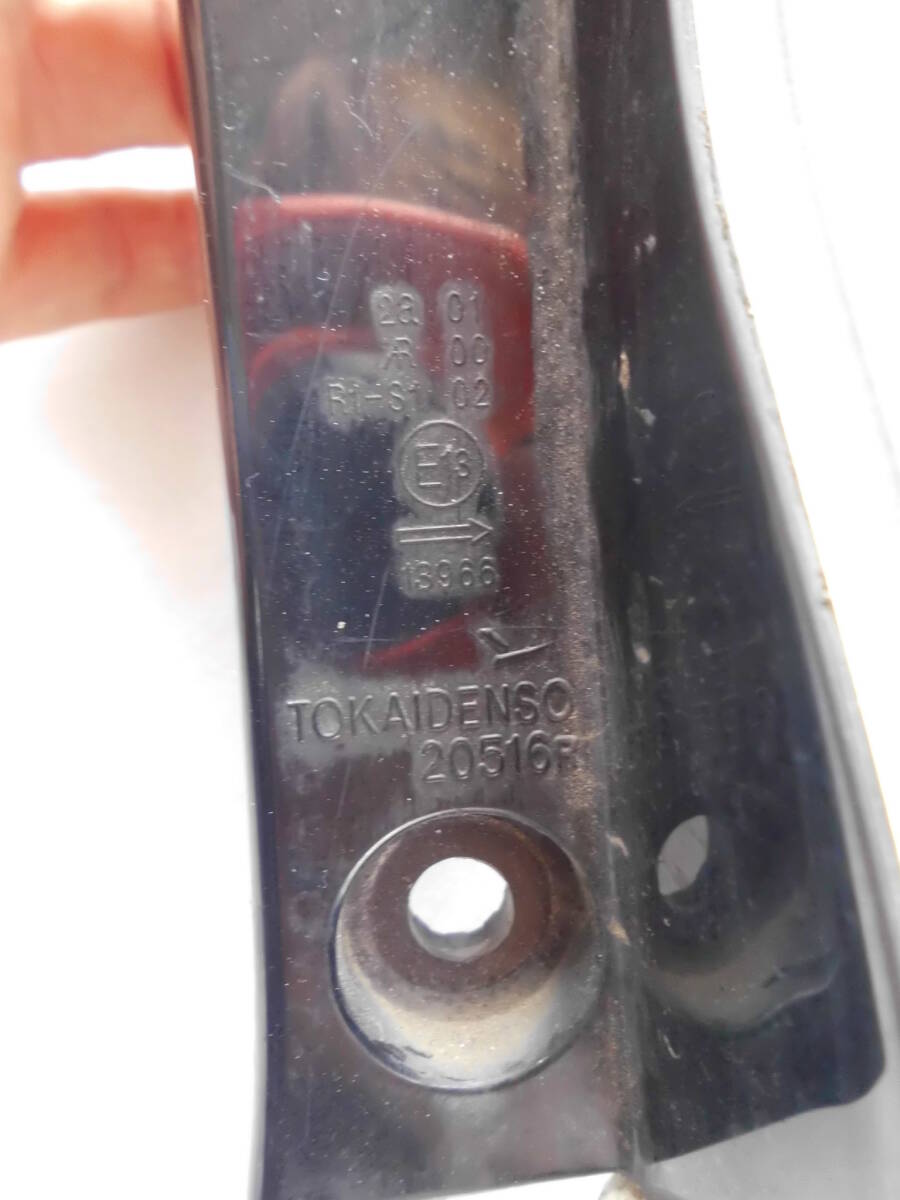 2a 01
AR 00
R1-S1 02
E13
13966
TOKAIDENSO
20516R